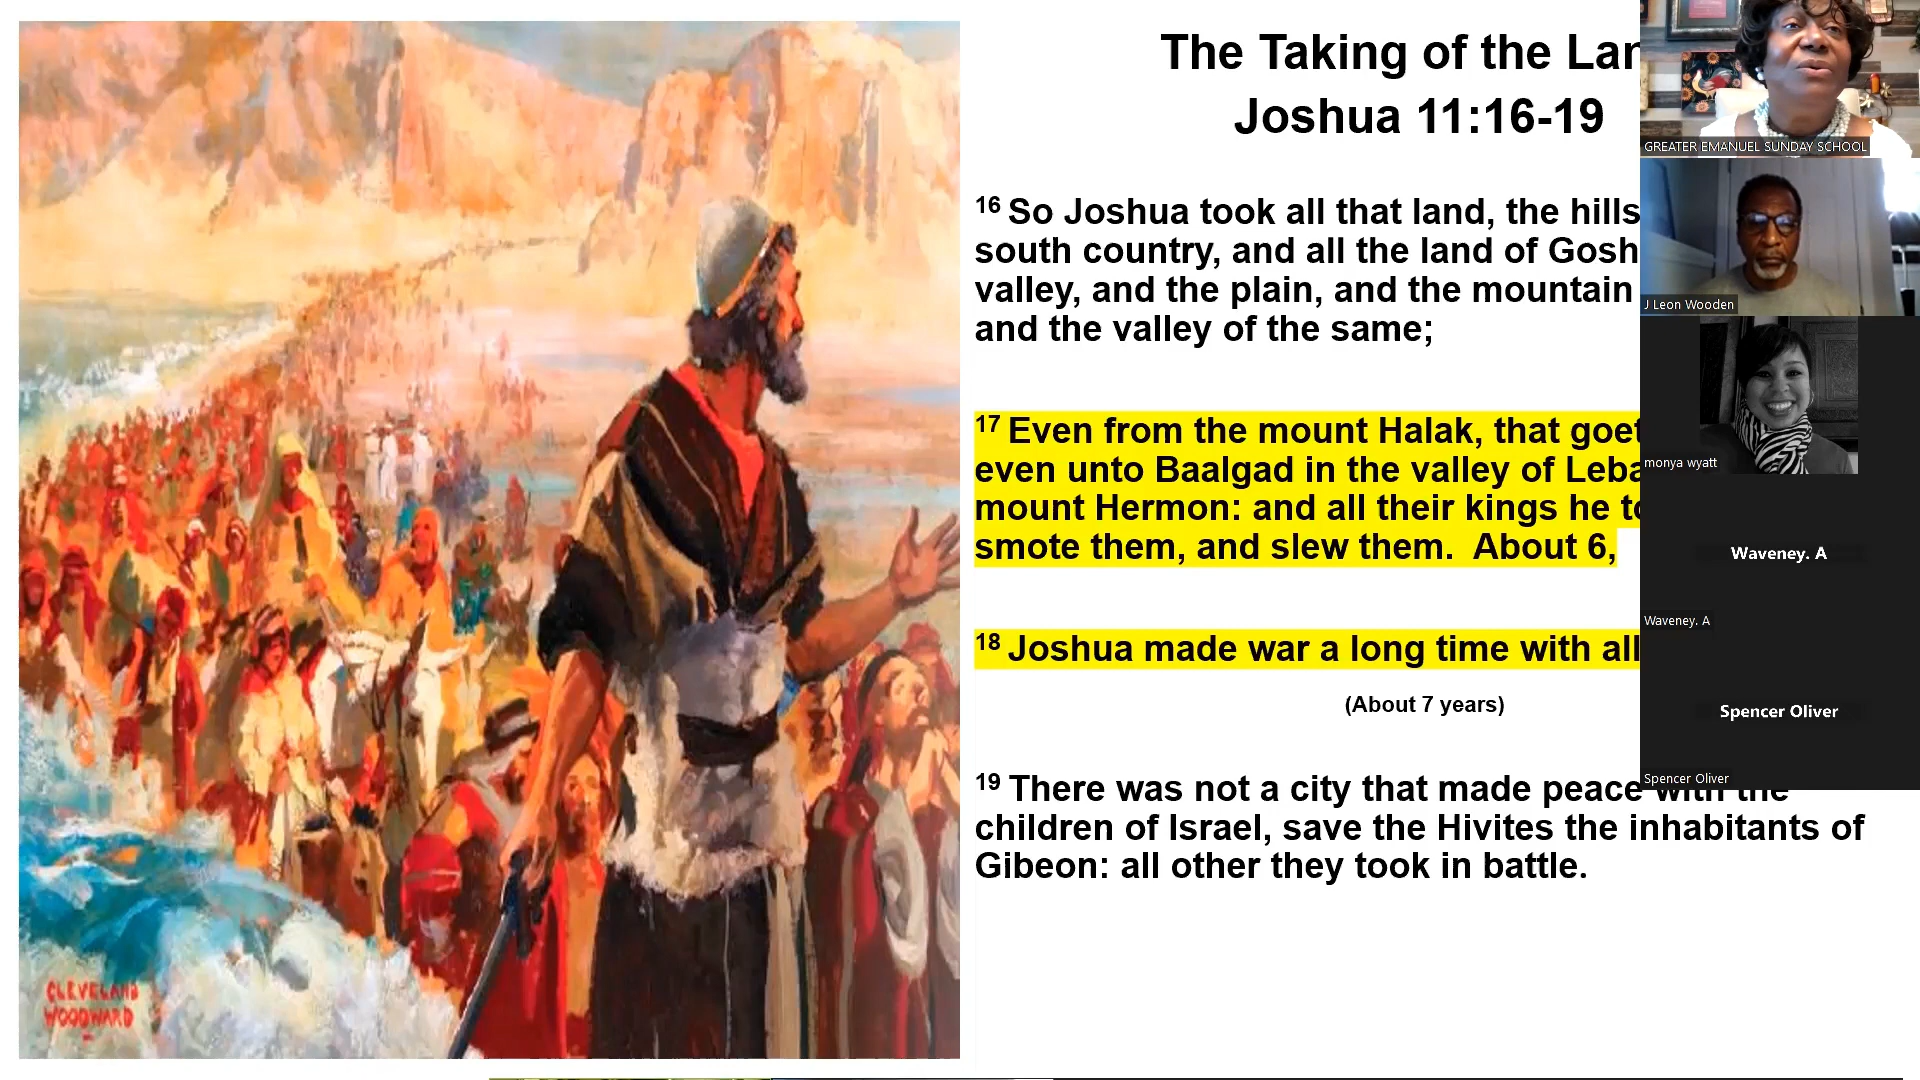 The Taking of the Lan
Joshua 11:16-19
16 So Joshua took all that land, the hills
south country, and all the land of Gosh
valley, and the plain, and the mountain
and the valley of the same;
17 Even from the mount Halak, that goet
even unto Baalgad in the valley of Leba
mount Hermon: and all their kings he to
smote them, and slew them. About 6,
18 Joshua made war a long time with all
(About 7 years)
19 There was not a city that made peace with the
children of Israel, save the Hivites the inhabitants of
Gibeon: all other they took in battle.
CLEVELAND
WOODWARD
GREATER EMANUEL SUNDAY SCHOOL
J Leon Wooden
monya wyatt
Waveney. A
Waveney. A
Spencer Oliver
Spencer Oliver